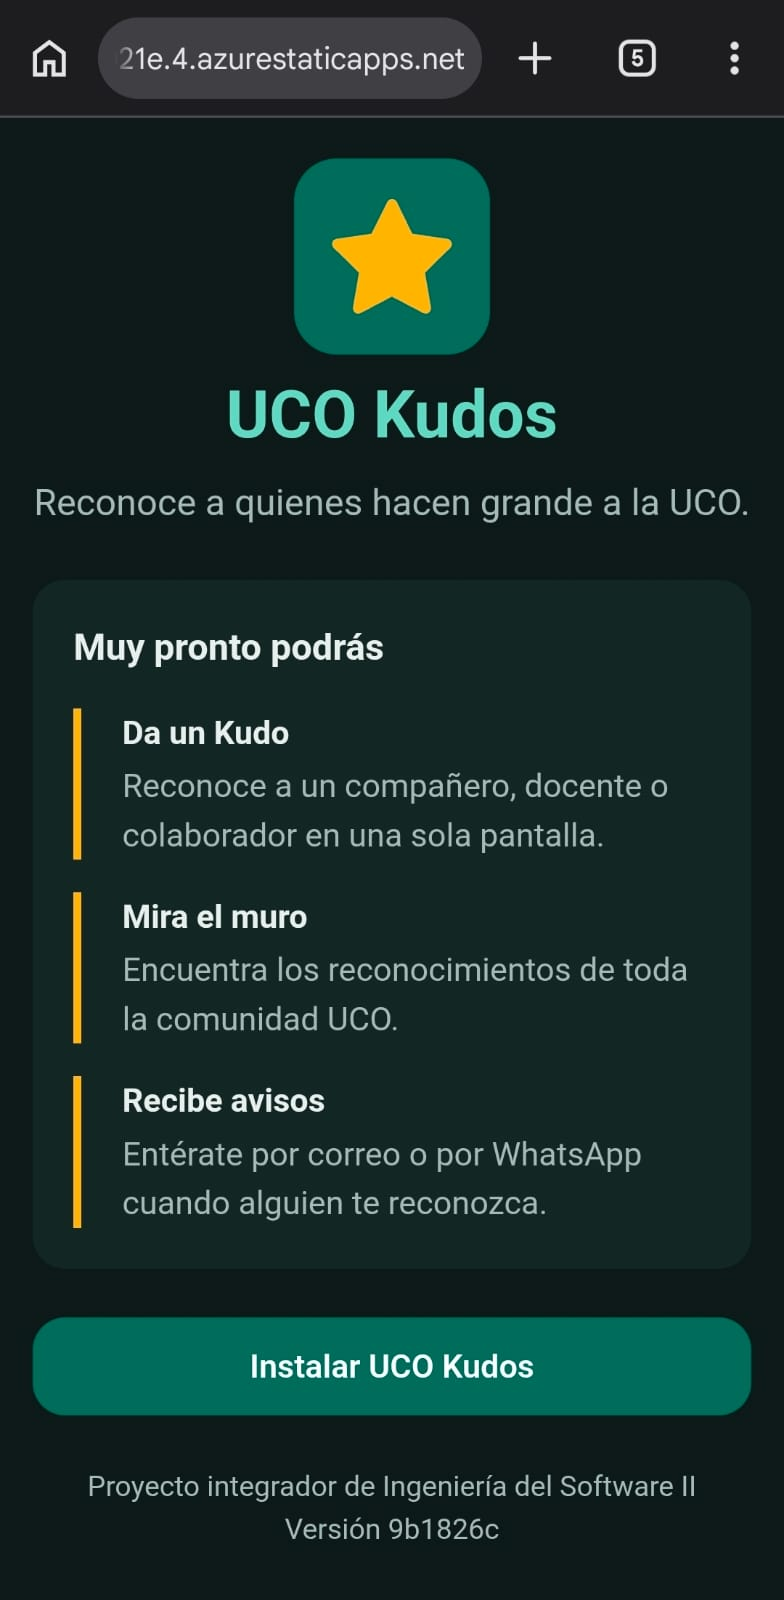 21e.4.azurestaticapps.net
5
UCO Kudos
Reconoce a quienes hacen grande a la UCO.
Muy pronto podrás
Da un Kudo
Reconoce a un compañero, docente o
colaborador en una sola pantalla.
Mira el muro
Encuentra los reconocimientos de toda
la comunidad UCO.
Recibe avisos
Entérate por correo o por WhatsApp
cuando alguien te reconozca.
Instalar UCO Kudos
Proyecto integrador de Ingeniería del Software II
Versión 9b1826c